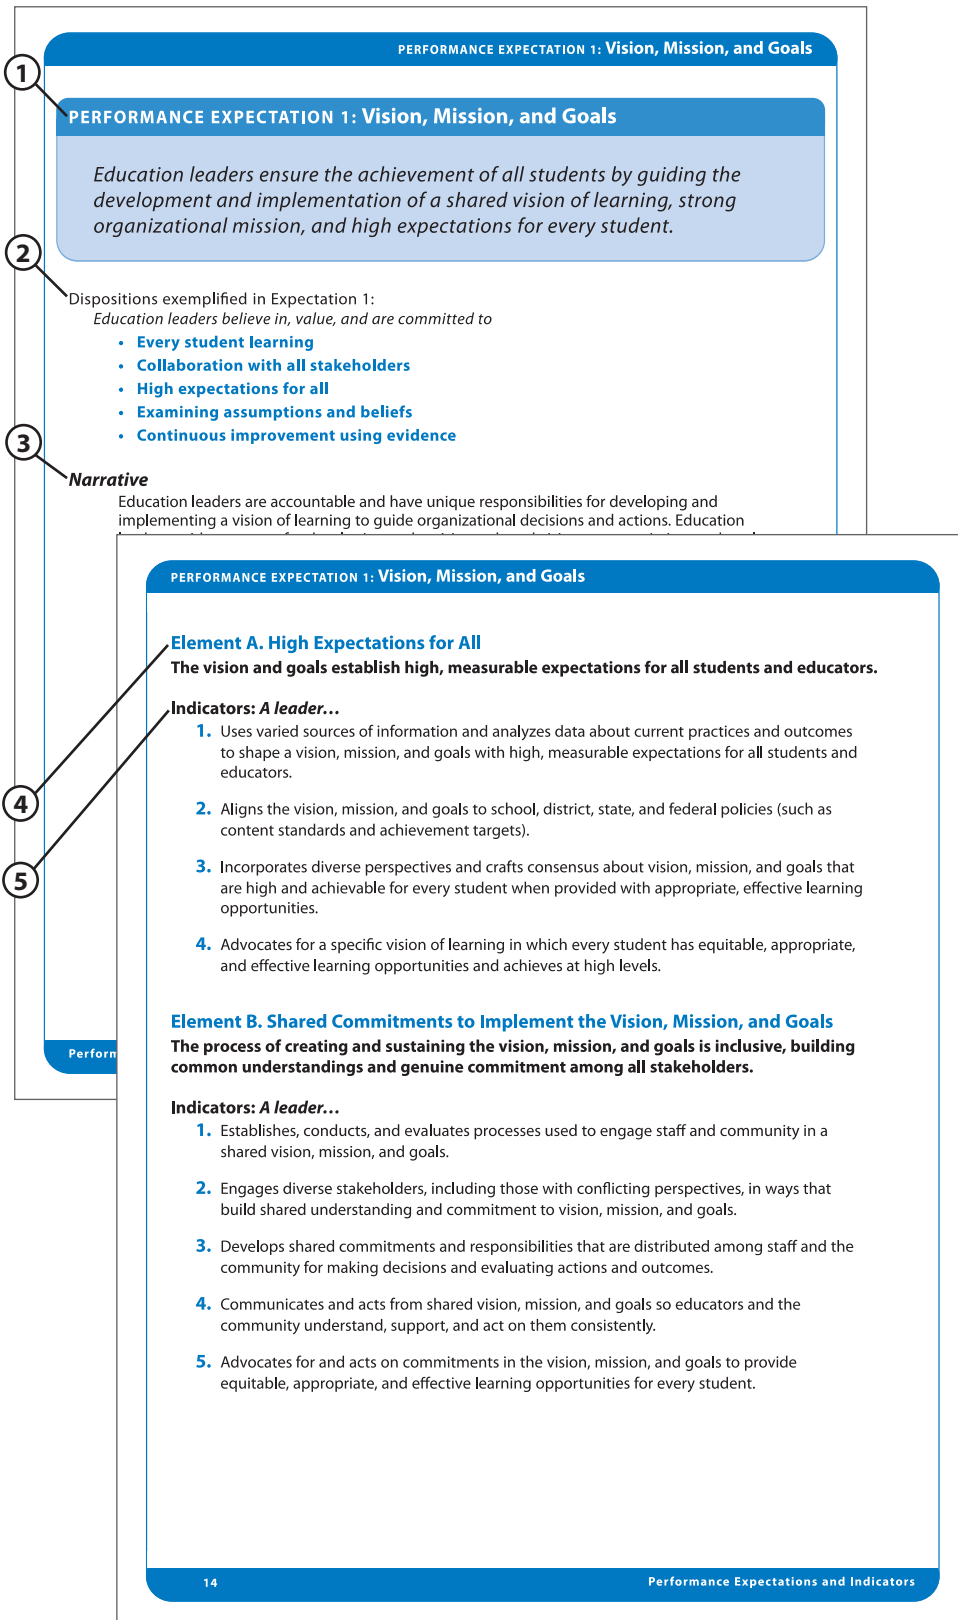 PERFORMANCE EXPECTATION 1: Vision, Mission, and Goals
1
PERFORMANCE EXPECTATION 1: Vision, Mission, and Goals
Education leaders ensure the achievement of all students by guiding the
development and implementation of a shared vision of learning, strong
organizational mission, and high expectations for every student.
2
Dispositions exemplified in Expectation 1:
Education leaders believe in, value, and are committed to
• Every student learning
• Collaboration with all stakeholders
• High expectations for all
• Examining assumptions and beliefs
• Continuous improvement using evidence
3
Narrative
Education leaders are accountable and have unique responsibilities for developing and
implementing a vision of learning to guide organizational decisions and actions. Education
PERFORMANCE EXPECTATION 1: Vision, Mission, and Goals
Element A. High Expectations for All
The vision and goals establish high, measurable expectations for all students and educators.
Indicators: A leader…
1. Uses varied sources of information and analyzes data about current practices and outcomes
to shape a vision, mission, and goals with high, measurable expectations for all students and
educators.
4
2. Aligns the vision, mission, and goals to school, district, state, and federal policies (such as
content standards and achievement targets).
5
3. Incorporates diverse perspectives and crafts consensus about vision, mission, and goals that
are high and achievable for every student when provided with appropriate, effective learning
opportunities.
4. Advocates for a specific vision of learning in which every student has equitable, appropriate,
and effective learning opportunities and achieves at high levels.
Element B. Shared Commitments to Implement the Vision, Mission, and Goals
The process of creating and sustaining the vision, mission, and goals is inclusive, building
common understandings and genuine commitment among all stakeholders.
Perform
Indicators: A leader…
1. Establishes, conducts, and evaluates processes used to engage staff and community in a
shared vision, mission, and goals.
2. Engages diverse stakeholders, including those with conflicting perspectives, in ways that
build shared understanding and commitment to vision, mission, and goals.
3. Develops shared commitments and responsibilities that are distributed among staff and the
community for making decisions and evaluating actions and outcomes.
4. Communicates and acts from shared vision, mission, and goals so educators and the
community understand, support, and act on them consistently.
5. Advocates for and acts on commitments in the vision, mission, and goals to provide
equitable, appropriate, and effective learning opportunities for every student.
14
Performance Expectations and Indicators